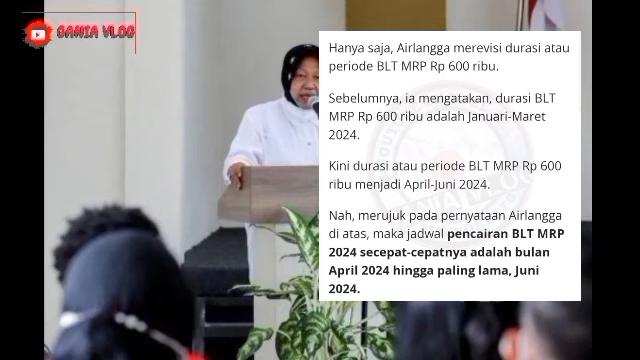 BANIA VLOG
Hanya saja, Airlangga merevisi durasi atau
periode BLT MRP Rp 600 ribu.
Sebelumnya, ia mengatakan, durasi BLT
MRP Rp 600 ribu adalah Januari-Maret
2024.
Kini durasi atau periode BLT MRP Rp 600
ribu menjadi April-Juni 2024.
Nah, merujuk pada pernyataan Airlangga
di atas, maka jadwal pencairan BLT MRP
2024 secepat-cepatnya adalah bulan
April 2024 hingga paling lama, Juni
2024.